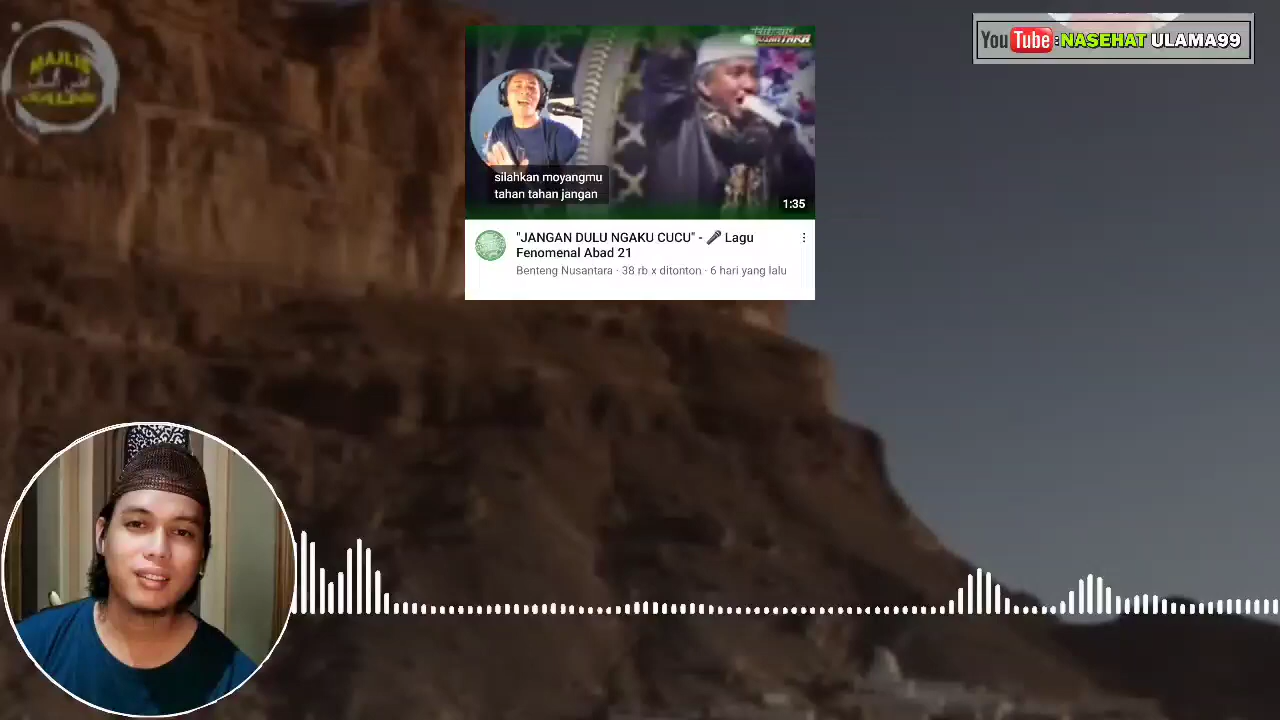 MAJLIS
YouTube : NASEHAT ULAMA99
silahkan moyangmu
tahan tahan jangan
1:35
"JANGAN DULU NGAKU CUCU" - 🎤 Lagu
Fenomenal Abad 21
Benteng Nusantara · 38 rb x ditonton · 6 hari yang lalu